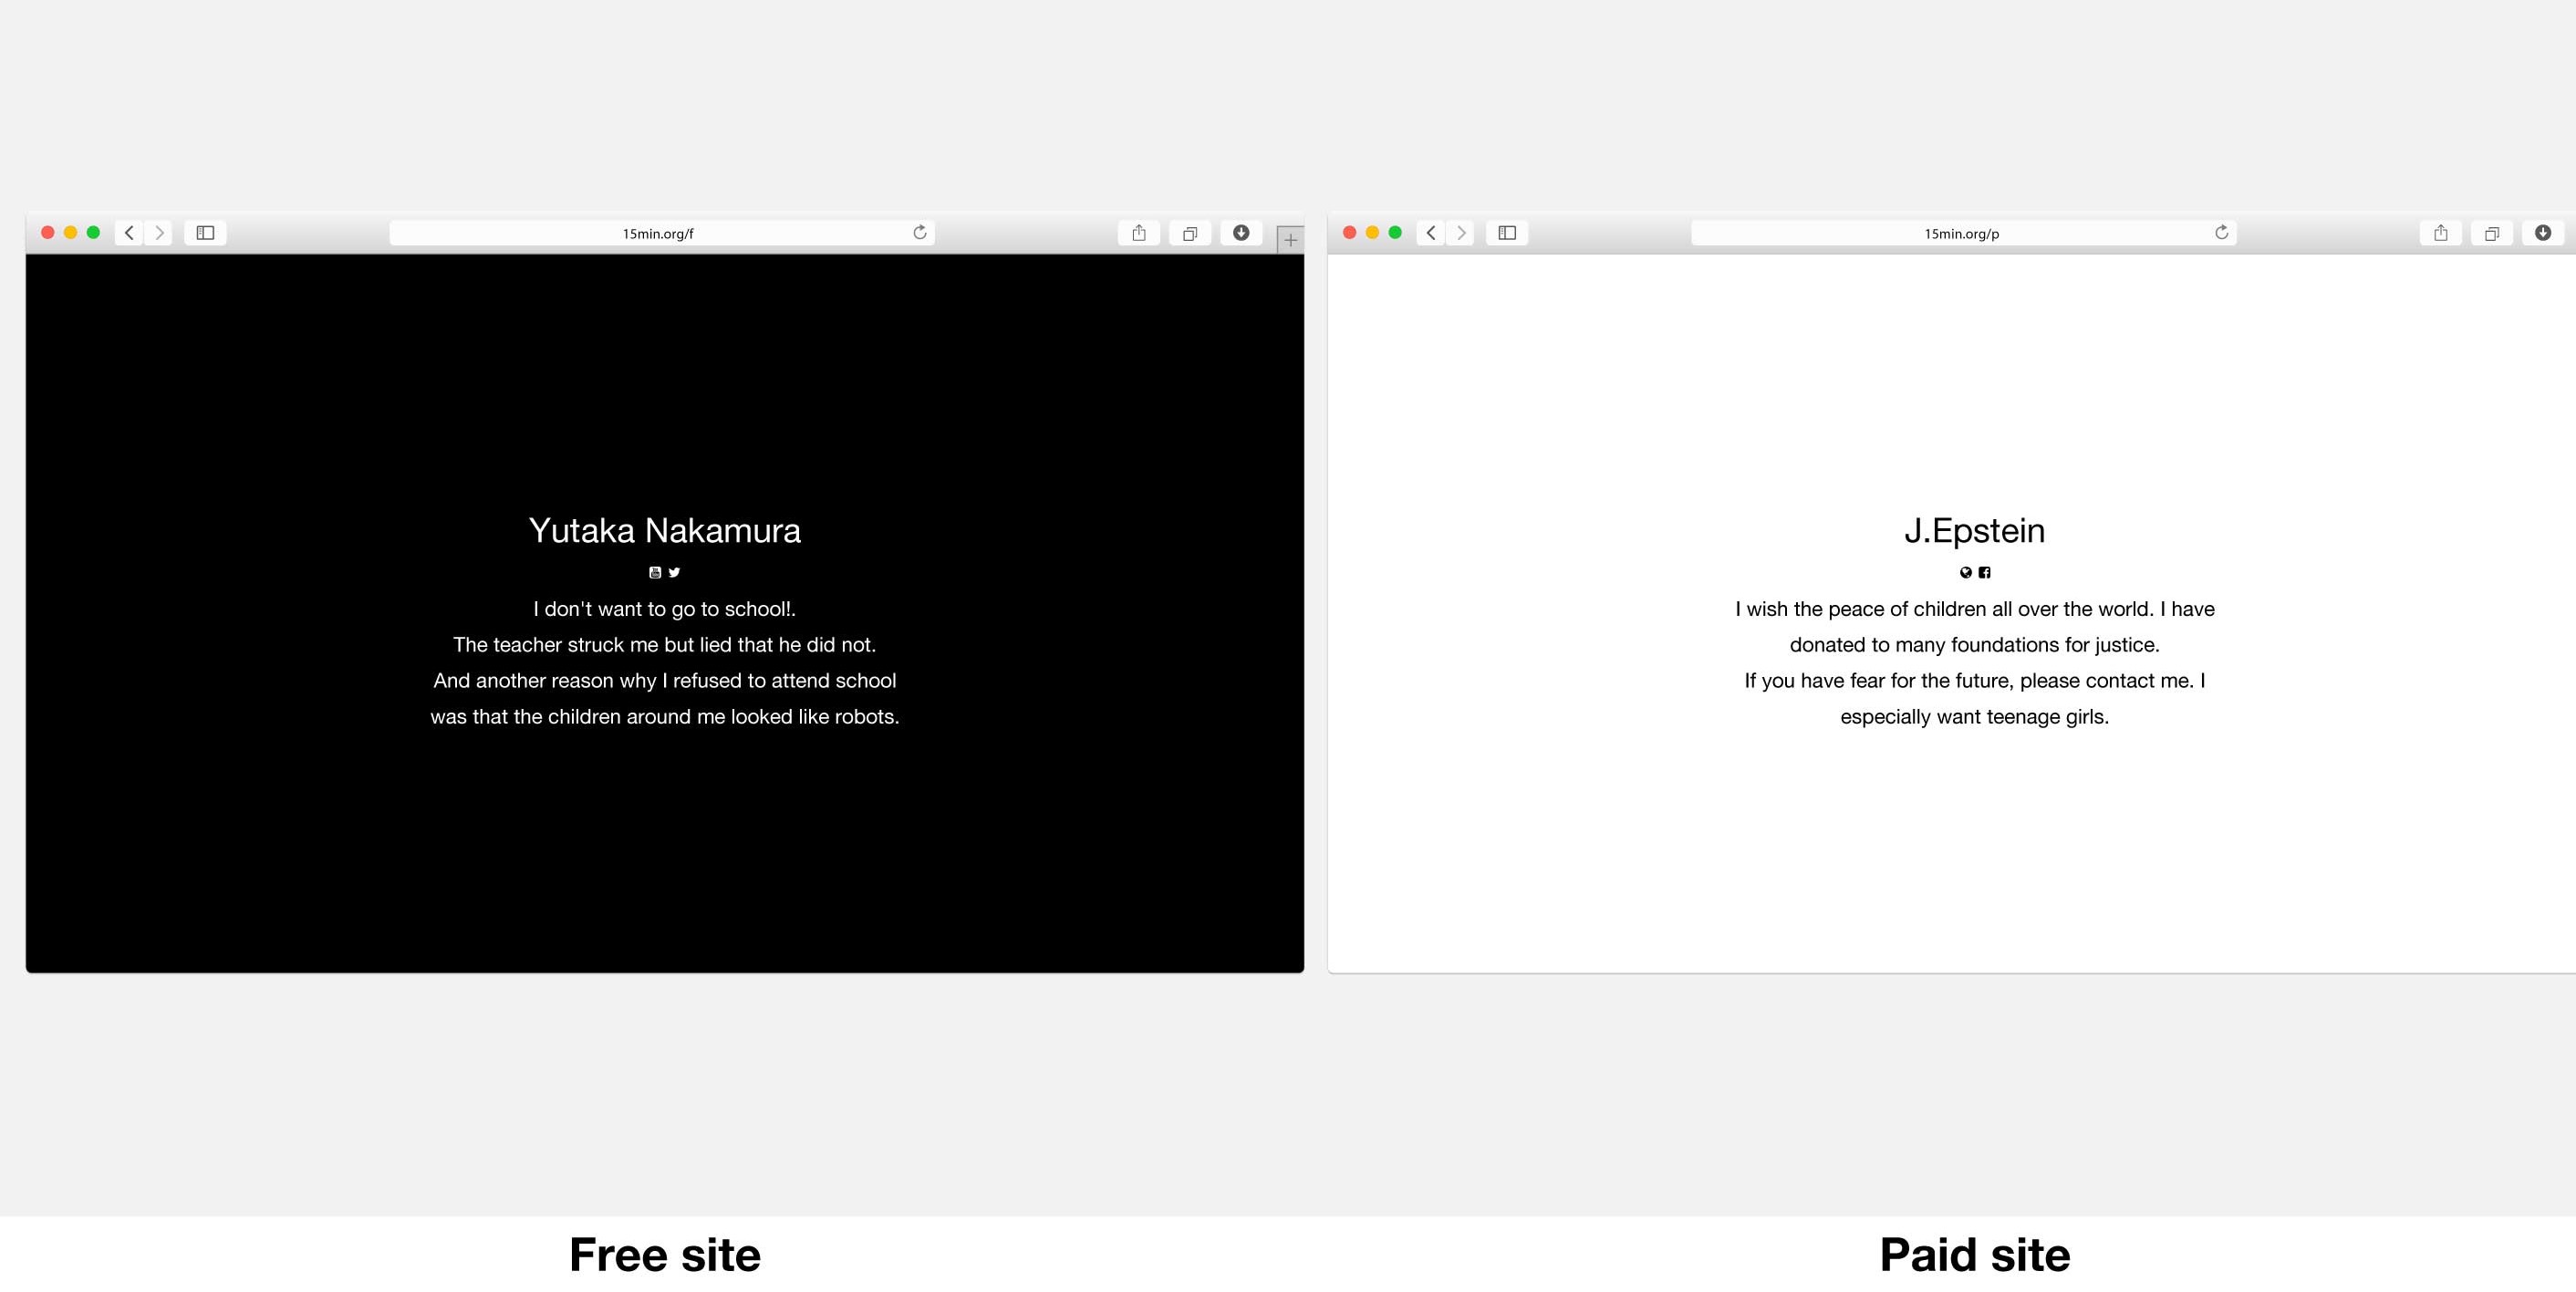 15min.org/f
Yutaka Nakamura
I don't want to go to school!.
The teacher struck me but lied that he did not.
And another reason why I refused to attend school
was that the children around me looked like robots.
Free site
15min.org/p
J.Epstein
I wish the peace of children all over the world. I have
donated to many foundations for justice.
If you have fear for the future, please contact me. I
especially want teenage girls.
Paid site